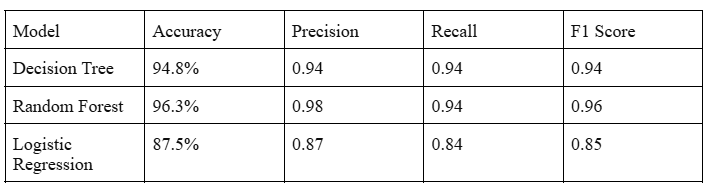 Model Accuracy Precision Recall F1 Score
Decision Tree 94.8% 0.94 0.94 0.94
Random Forest 96.3% 0.98 0.94 0.96
Logistic 87.5% 0.87 0.84 0.85
Regression